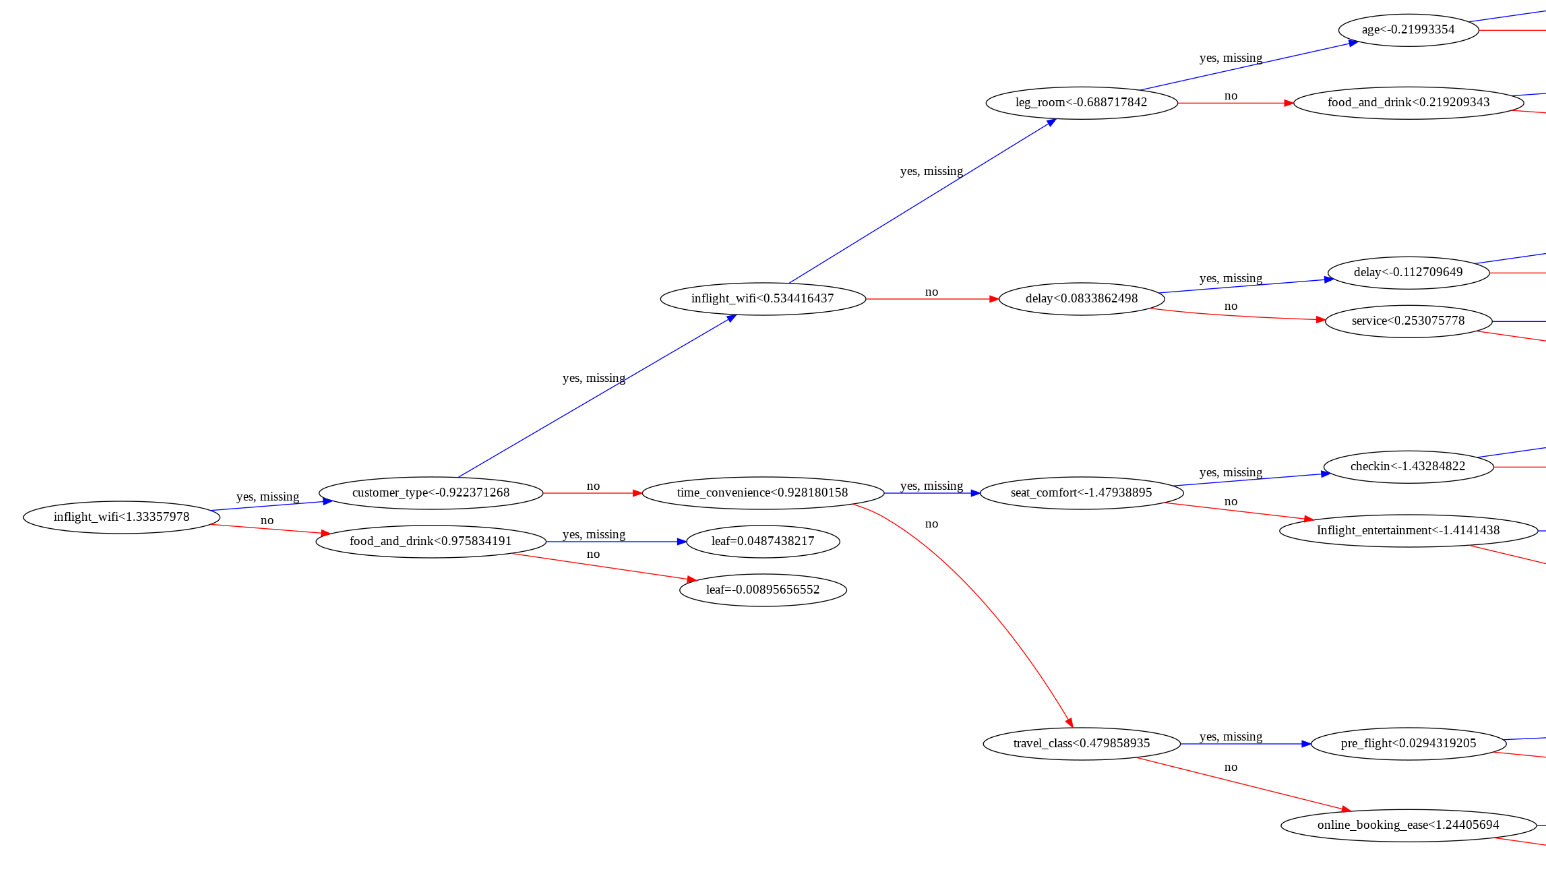 age<-0.21993354
yes, missing
leg_room<-0.688717842
no
food_and_drink<0.219209343
yes, missing
inflight_wifi<0.534416437
no
delay<0.0833862498
yes, missing
delay<-0.112709649
no
service<0.253075778
yes, missing
inflight_wifi<1.33357978
yes, missing
no
customer_type<-0.922371268
no
time_convenience<0.928180158
yes, missing
seat_comfort<-1.47938895
yes, missing
checkin<-1.43284822
no
Inflight_entertainment<-1.4141438
no
food_and_drink<0.975834191
yes, missing
leaf=0.0487438217
no
leaf=-0.00895656552
travel_class<0.479858935
yes, missing
pre_flight<0.0294319205
no
online_booking_ease<1.24405694